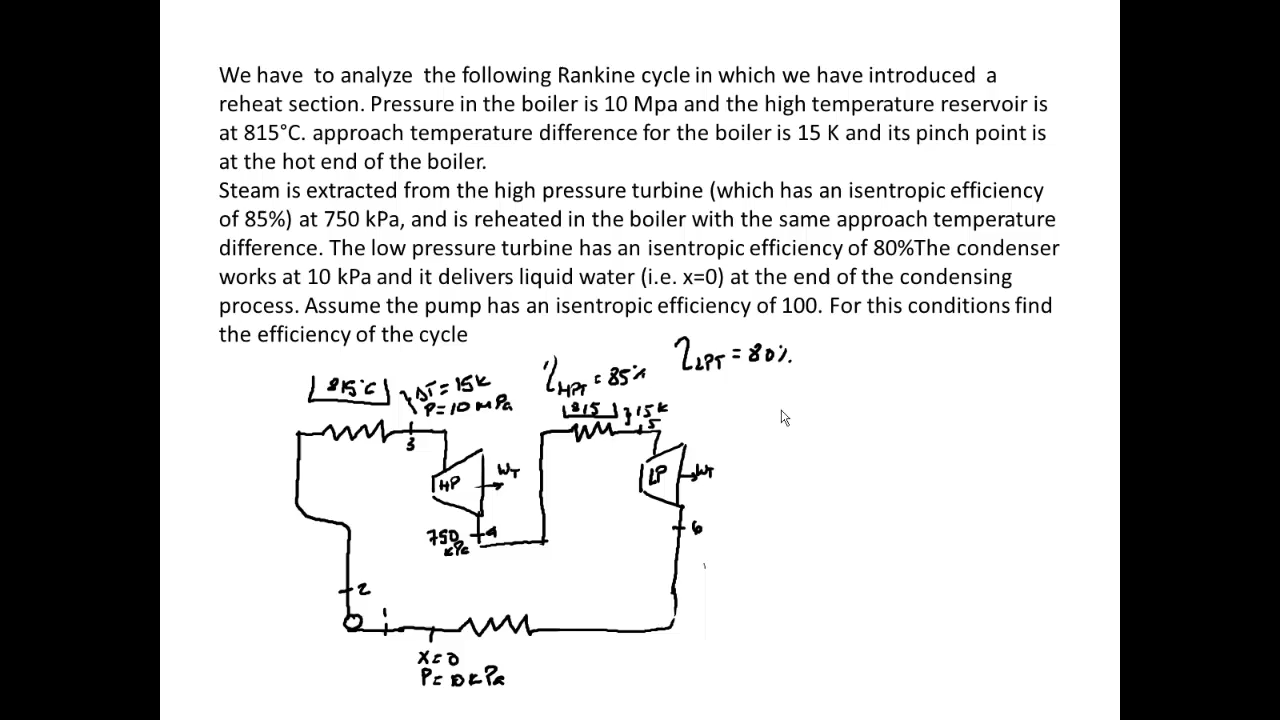 We have to analyze the following Rankine cycle in which we have introduced a
reheat section. Pressure in the boiler is 10 Mpa and the high temperature reservoir is
at 815°C. approach temperature difference for the boiler is 15 K and its pinch point is
at the hot end of the boiler.
Steam is extracted from the high pressure turbine (which has an isentropic efficiency
of 85%) at 750 kPa, and is reheated in the boiler with the same approach temperature
difference. The low pressure turbine has an isentropic efficiency of 80%The condenser
works at 10 kPa and it delivers liquid water (i.e. x=0) at the end of the condensing
process. Assume the pump has an isentropic efficiency of 100. For this conditions find
the efficiency of the cycle
η LPT = 80%
η HPT = 85%
815°C } ΔT = 15K
P = 10 MPa
815 } 15K
3
5
HP WT
LP WT
750 kPa
4
6
2
1
X=0
P= 10 kPa